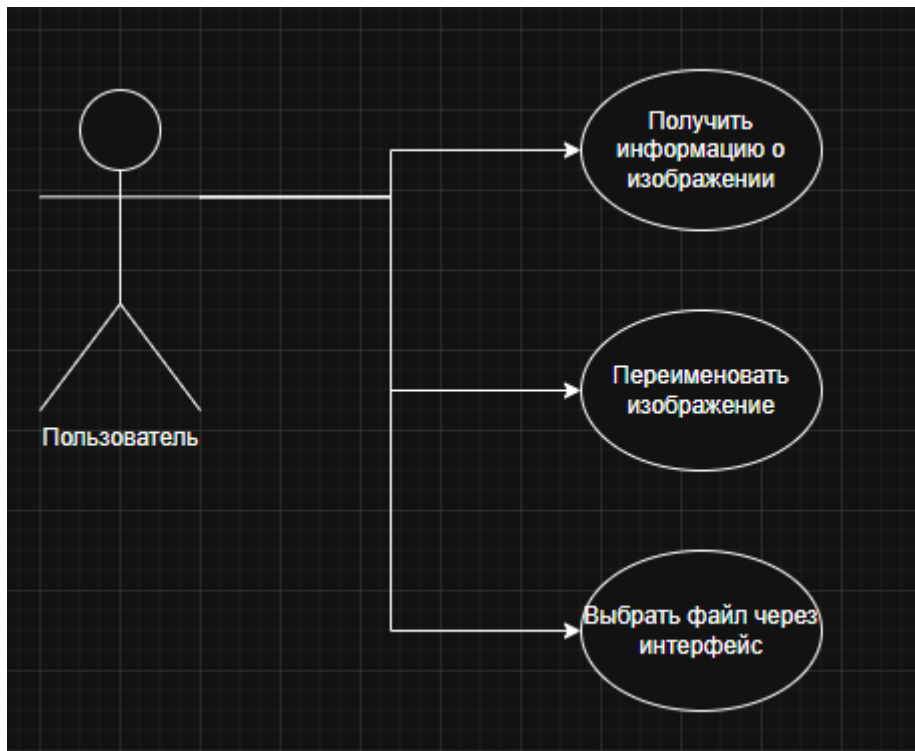 Получить
информацию о
изображении
Переименовать
изображение
Пользователь
Выбрать файл через
интерфейс